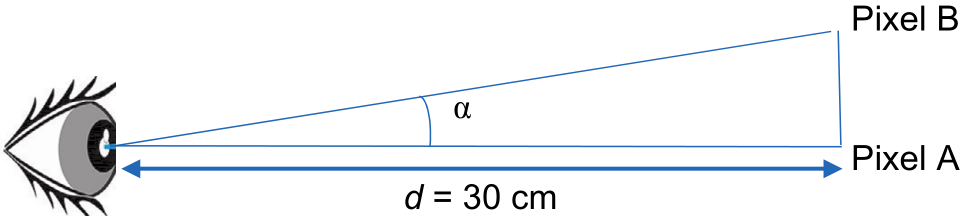 Pixel B
α
Pixel A
d = 30 cm